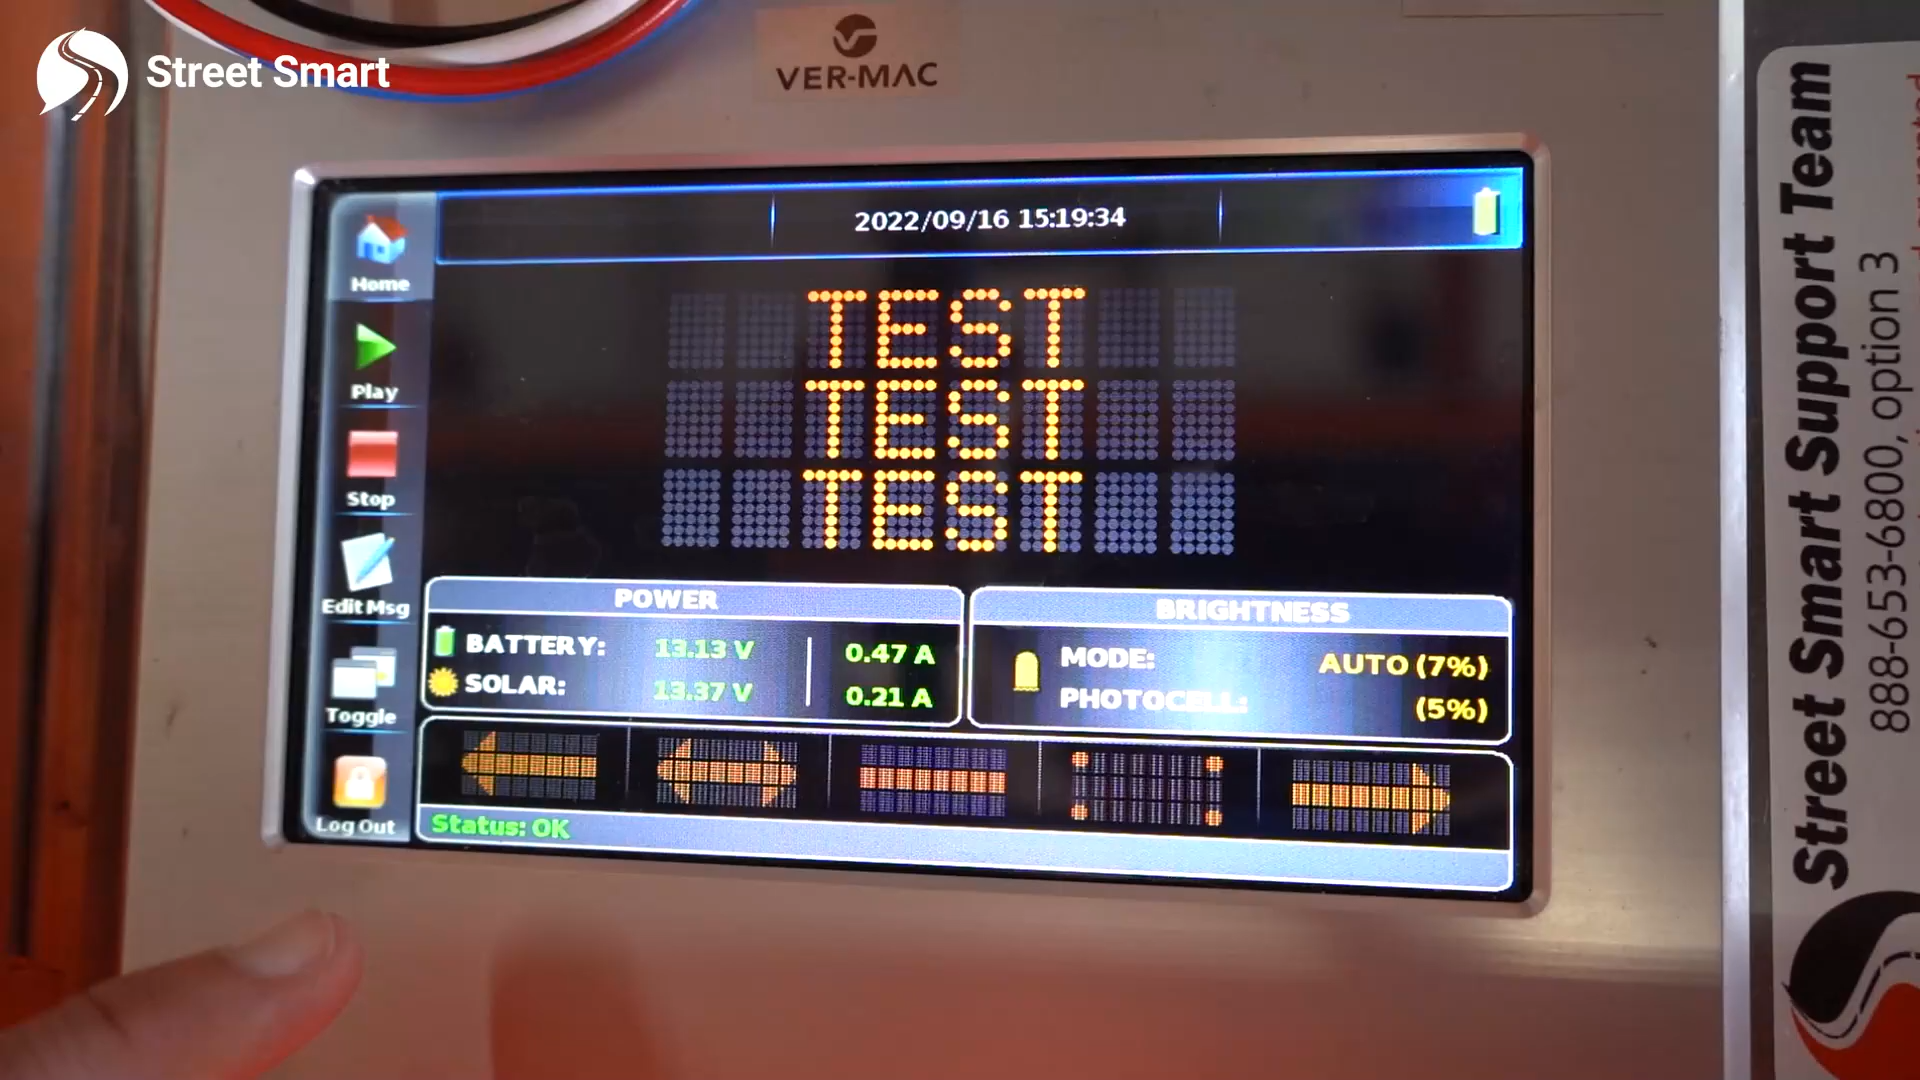 Street Smart
VER-MAC
2022/09/16 15:19:34
Home
Play
Stop
Edit Msg
Toggle
Log Out
TEST
TEST
TEST
POWER
BATTERY: 13.13 V 0.47 A
SOLAR: 13.37 V 0.21 A
BRIGHTNESS
MODE: AUTO (7%)
PHOTOCELL: (5%)
Status: OK
Street Smart Support Team
888-653-6800, option 3